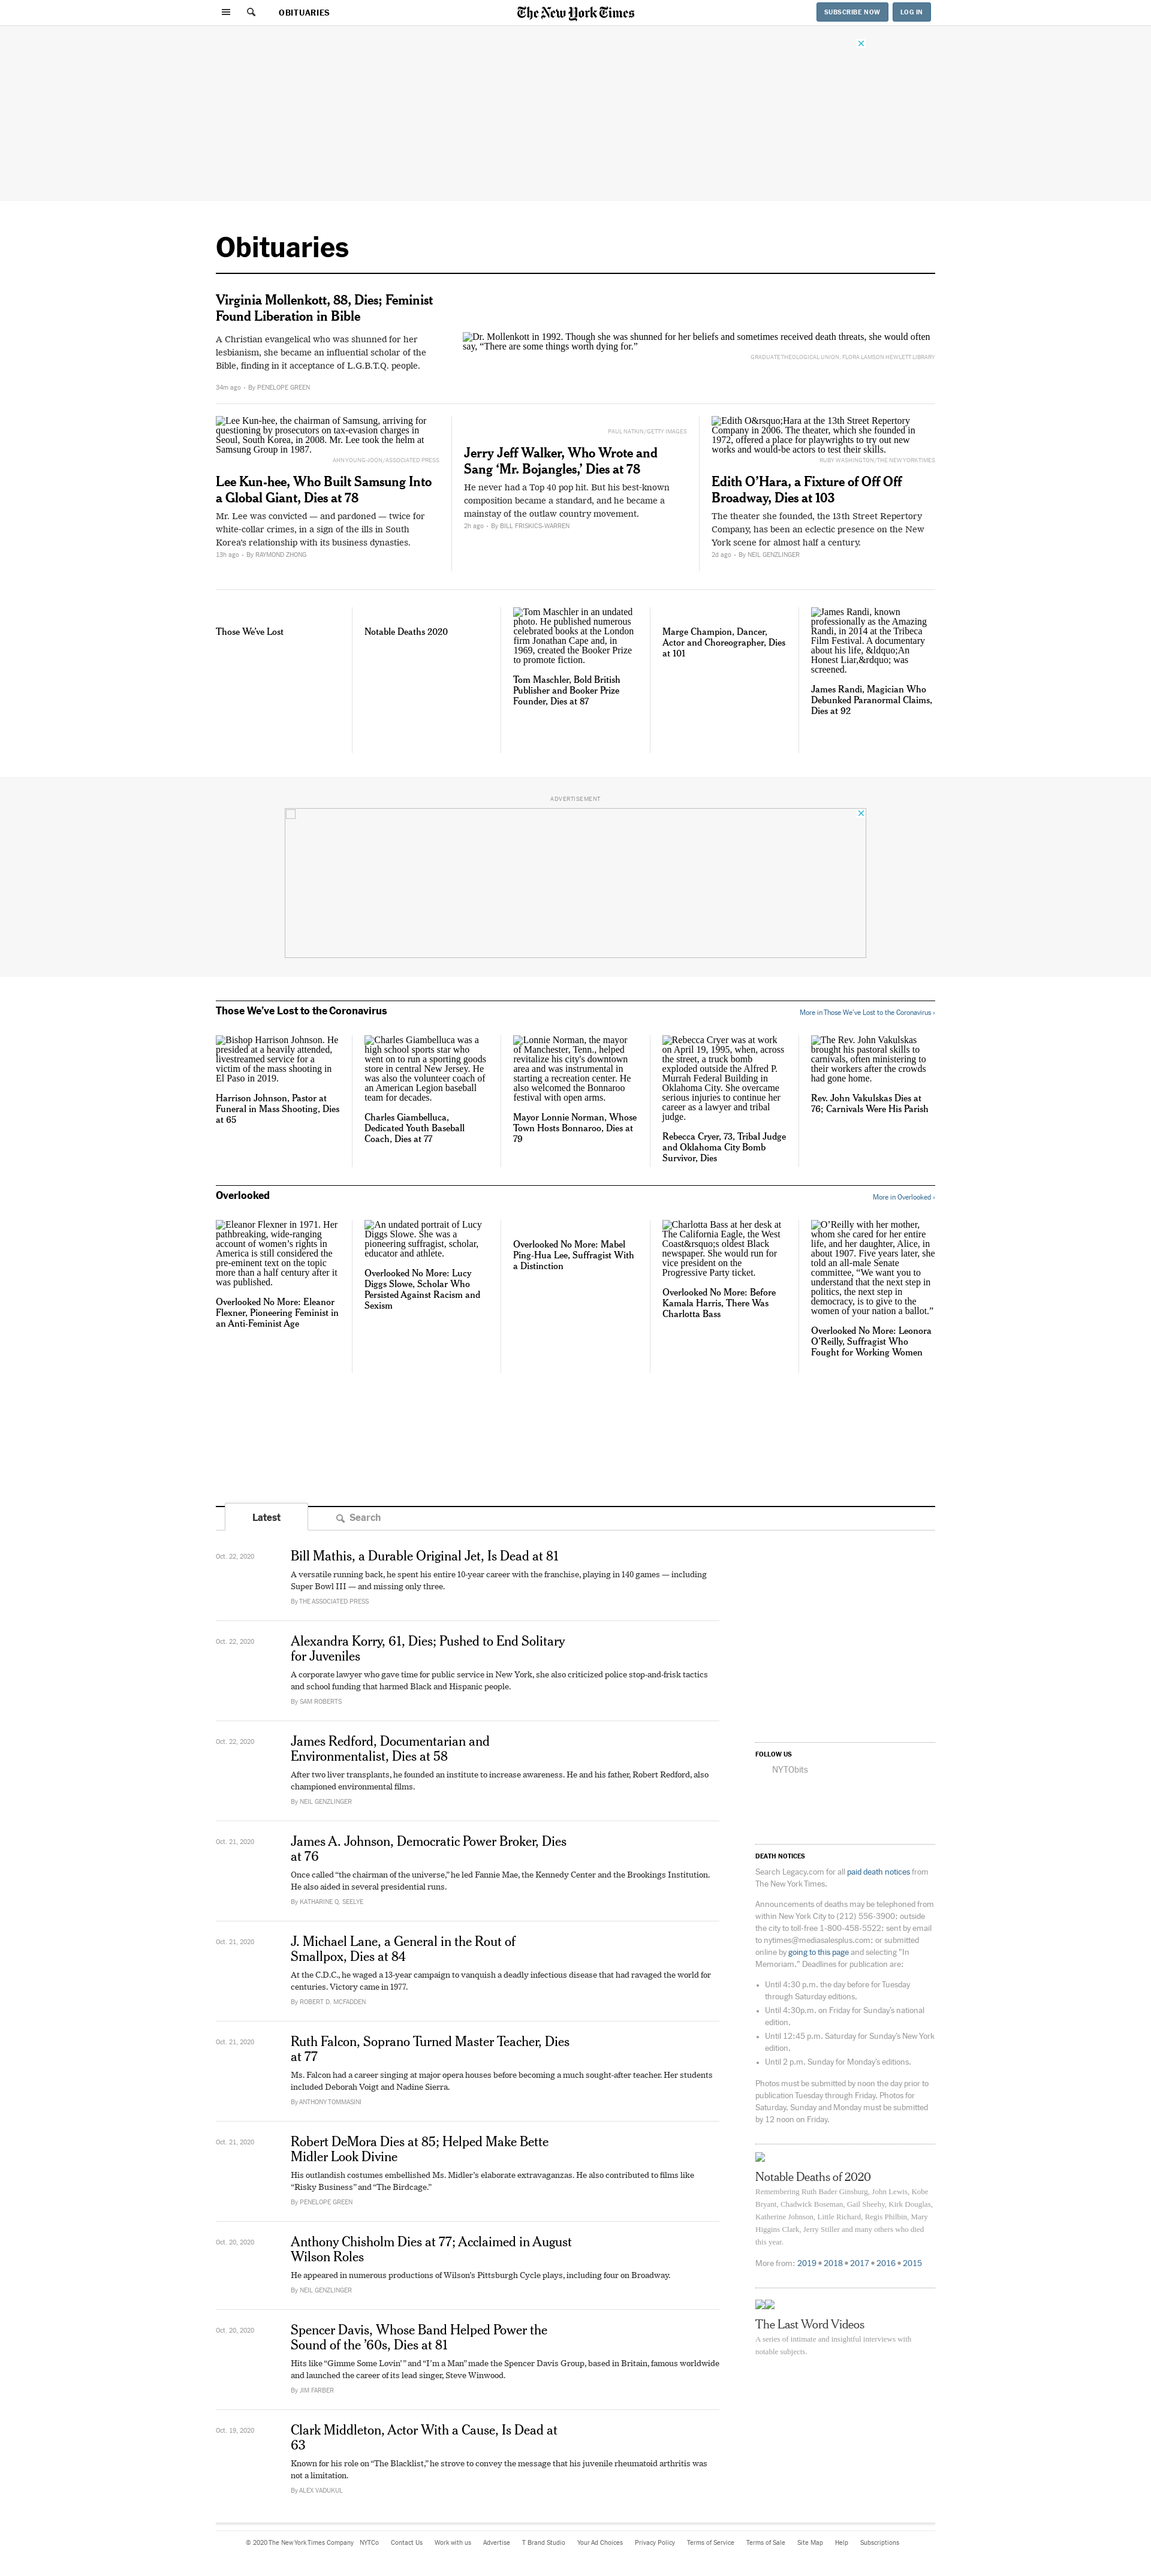 OBITUARIES
The New York Times
SUBSCRIBE NOW
LOG IN
Obituaries
Virginia Mollenkott, 88, Dies; Feminist
Found Liberation in Bible
A Christian evangelical who was shunned for her
lesbianism, she became an influential scholar of the
Bible, finding in it acceptance of L.G.B.T.Q. people.
34m ago • By PENELOPE GREEN
Dr. Mollenkott in 1992. Though she was shunned for her beliefs and sometimes received death threats, she would often
say, “There are some things worth dying for.”
GRADUATE THEOLOGICAL UNION, FLORA LAMSON HEWLETT LIBRARY
Lee Kun-hee, the chairman of Samsung, arriving for
questioning by prosecutors on tax-evasion charges in
Seoul, South Korea, in 2008. Mr. Lee took the helm at
Samsung Group in 1987.
AHN YOUNG-JOON/ASSOCIATED PRESS
Lee Kun-hee, Who Built Samsung Into
a Global Giant, Dies at 78
Mr. Lee was convicted — and pardoned — twice for
white-collar crimes, in a sign of the ills in South
Korea’s relationship with its business dynasties.
13h ago • By RAYMOND ZHONG
PAUL NATKIN/GETTY IMAGES
Jerry Jeff Walker, Who Wrote and
Sang ‘Mr. Bojangles,’ Dies at 78
He never had a Top 40 pop hit. But his best-known
composition became a standard, and he became a
mainstay of the outlaw country movement.
2h ago • By BILL FRISKICS-WARREN
Edith O&rsquo;Hara at the 13th Street Repertory
Company in 2006. The theater, which she founded in
1972, offered a place for playwrights to try out new
works and would-be actors to test their skills.
RUBY WASHINGTON/THE NEW YORK TIMES
Edith O’Hara, a Fixture of Off Off
Broadway, Dies at 103
The theater she founded, the 13th Street Repertory
Company, has been an eclectic presence on the New
York scene for almost half a century.
2d ago • By NEIL GENZLINGER
Those We’ve Lost
Notable Deaths 2020
Tom Maschler in an undated
photo. He published numerous
celebrated books at the London
firm Jonathan Cape and, in
1969, created the Booker Prize
to promote fiction.
Tom Maschler, Bold British
Publisher and Booker Prize
Founder, Dies at 87
Marge Champion, Dancer,
Actor and Choreographer, Dies
at 101
James Randi, known
professionally as the Amazing
Randi, in 2014 at the Tribeca
Film Festival. A documentary
about his life, &ldquo;An
Honest Liar,&rdquo; was
screened.
James Randi, Magician Who
Debunked Paranormal Claims,
Dies at 92
ADVERTISEMENT
Those We’ve Lost to the Coronavirus
More in Those We’ve Lost to the Coronavirus ›
Bishop Harrison Johnson. He
presided at a heavily attended,
livestreamed service for a
victim of the mass shooting in
El Paso in 2019.
Harrison Johnson, Pastor at
Funeral in Mass Shooting, Dies
at 65
Charles Giambelluca was a
high school sports star who
went on to run a sporting goods
store in central New Jersey. He
was also the volunteer coach of
an American Legion baseball
team for decades.
Charles Giambelluca,
Dedicated Youth Baseball
Coach, Dies at 77
Lonnie Norman, the mayor
of Manchester, Tenn., helped
revitalize his city’s downtown
area and was instrumental in
starting a recreation center. He
also welcomed the Bonnaroo
festival with open arms.
Mayor Lonnie Norman, Whose
Town Hosts Bonnaroo, Dies at
79
Rebecca Cryer was at work
on April 19, 1995, when, across
the street, a truck bomb
exploded outside the Alfred P.
Murrah Federal Building in
Oklahoma City. She overcame
serious injuries to continue her
career as a lawyer and tribal
judge.
Rebecca Cryer, 73, Tribal Judge
and Oklahoma City Bomb
Survivor, Dies
The Rev. John Vakulskas
brought his pastoral skills to
carnivals, often ministering to
their workers after the crowds
had gone home.
Rev. John Vakulskas Dies at
76; Carnivals Were His Parish
Overlooked
More in Overlooked ›
Eleanor Flexner in 1971. Her
pathbreaking, wide-ranging
account of women’s rights in
America is still considered the
pre-eminent text on the topic
more than a half century after it
was published.
Overlooked No More: Eleanor
Flexner, Pioneering Feminist in
an Anti-Feminist Age
An undated portrait of Lucy
Diggs Slowe. She was a
pioneering suffragist, scholar,
educator and athlete.
Overlooked No More: Lucy
Diggs Slowe, Scholar Who
Persisted Against Racism and
Sexism
Overlooked No More: Mabel
Ping-Hua Lee, Suffragist With
a Distinction
Charlotta Bass at her desk at
The California Eagle, the West
Coast&rsquo;s oldest Black
newspaper. She would run for
vice president on the
Progressive Party ticket.
Overlooked No More: Before
Kamala Harris, There Was
Charlotta Bass
O’Reilly with her mother,
whom she cared for her entire
life, and her daughter, Alice, in
about 1907. Five years later, she
told an all-male Senate
committee, “We want you to
understand that the next step in
politics, the next step in
democracy, is to give to the
women of your nation a ballot.”
Overlooked No More: Leonora
O’Reilly, Suffragist Who
Fought for Working Women
Latest
Search
Oct. 22, 2020
Bill Mathis, a Durable Original Jet, Is Dead at 81
A versatile running back, he spent his entire 10-year career with the franchise, playing in 140 games — including
Super Bowl III — and missing only three.
By THE ASSOCIATED PRESS
Oct. 22, 2020
Alexandra Korry, 61, Dies; Pushed to End Solitary
for Juveniles
A corporate lawyer who gave time for public service in New York, she also criticized police stop-and-frisk tactics
and school funding that harmed Black and Hispanic people.
By SAM ROBERTS
Oct. 22, 2020
James Redford, Documentarian and
Environmentalist, Dies at 58
After two liver transplants, he founded an institute to increase awareness. He and his father, Robert Redford, also
championed environmental films.
By NEIL GENZLINGER
Oct. 21, 2020
James A. Johnson, Democratic Power Broker, Dies
at 76
Once called “the chairman of the universe,” he led Fannie Mae, the Kennedy Center and the Brookings Institution.
He also aided in several presidential runs.
By KATHARINE Q. SEELYE
Oct. 21, 2020
J. Michael Lane, a General in the Rout of
Smallpox, Dies at 84
At the C.D.C., he waged a 13-year campaign to vanquish a deadly infectious disease that had ravaged the world for
centuries. Victory came in 1977.
By ROBERT D. MCFADDEN
Oct. 21, 2020
Ruth Falcon, Soprano Turned Master Teacher, Dies
at 77
Ms. Falcon had a career singing at major opera houses before becoming a much sought-after teacher. Her students
included Deborah Voigt and Nadine Sierra.
By ANTHONY TOMMASINI
Oct. 21, 2020
Robert DeMora Dies at 85; Helped Make Bette
Midler Look Divine
His outlandish costumes embellished Ms. Midler’s elaborate extravaganzas. He also contributed to films like
“Risky Business” and “The Birdcage.”
By PENELOPE GREEN
Oct. 20, 2020
Anthony Chisholm Dies at 77; Acclaimed in August
Wilson Roles
He appeared in numerous productions of Wilson’s Pittsburgh Cycle plays, including four on Broadway.
By NEIL GENZLINGER
Oct. 20, 2020
Spencer Davis, Whose Band Helped Power the
Sound of the ’60s, Dies at 81
Hits like “Gimme Some Lovin’ ” and “I’m a Man” made the Spencer Davis Group, based in Britain, famous worldwide
and launched the career of its lead singer, Steve Winwood.
By JIM FARBER
Oct. 19, 2020
Clark Middleton, Actor With a Cause, Is Dead at
63
Known for his role on “The Blacklist,” he strove to convey the message that his juvenile rheumatoid arthritis was
not a limitation.
By ALEX VADUKUL
FOLLOW US
NYTObits
DEATH NOTICES
Search Legacy.com for all paid death notices from
The New York Times.
Announcements of deaths may be telephoned from
within New York City to (212) 556-3900; outside
the city to toll-free 1-800-458-5522; sent by email
to nytimes@mediasalesplus.com; or submitted
online by going to this page and selecting "In
Memoriam." Deadlines for publication are:
• Until 4:30 p.m. the day before for Tuesday
through Saturday editions.
• Until 4:30p.m. on Friday for Sunday's national
edition.
• Until 12:45 p.m. Saturday for Sunday's New York
edition.
• Until 2 p.m. Sunday for Monday's editions.
Photos must be submitted by noon the day prior to
publication Tuesday through Friday. Photos for
Saturday, Sunday and Monday must be submitted
by 12 noon on Friday.
Notable Deaths of 2020
Remembering Ruth Bader Ginsburg, John Lewis, Kobe
Bryant, Chadwick Boseman, Gail Sheehy, Kirk Douglas,
Katherine Johnson, Little Richard, Regis Philbin, Mary
Higgins Clark, Jerry Stiller and many others who died
this year.
More from: 2019 • 2018 • 2017 • 2016 • 2015
The Last Word Videos
A series of intimate and insightful interviews with
notable subjects.
© 2020 The New York Times Company NYTCo Contact Us Work with us Advertise T Brand Studio Your Ad Choices Privacy Policy Terms of Service Terms of Sale Site Map Help Subscriptions